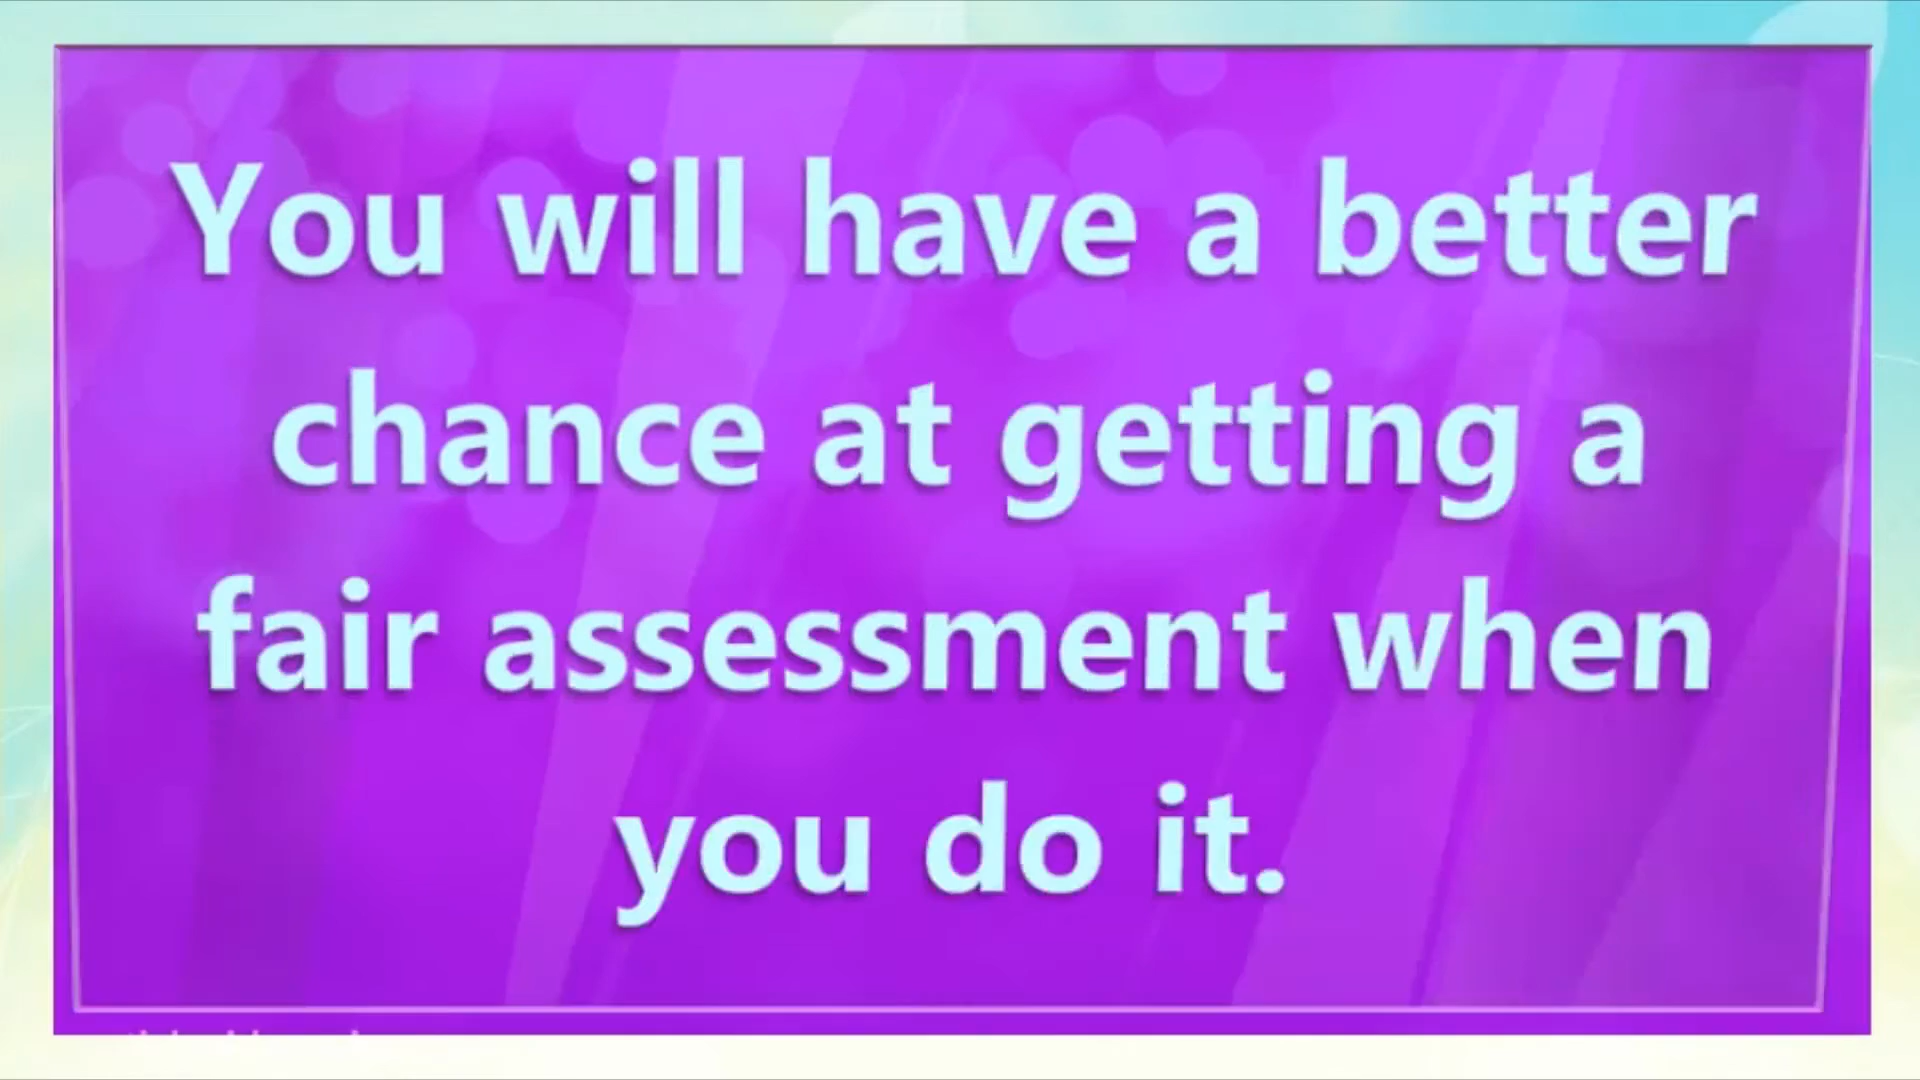 You will have a better
chance at getting a
fair assessment when
you do it.